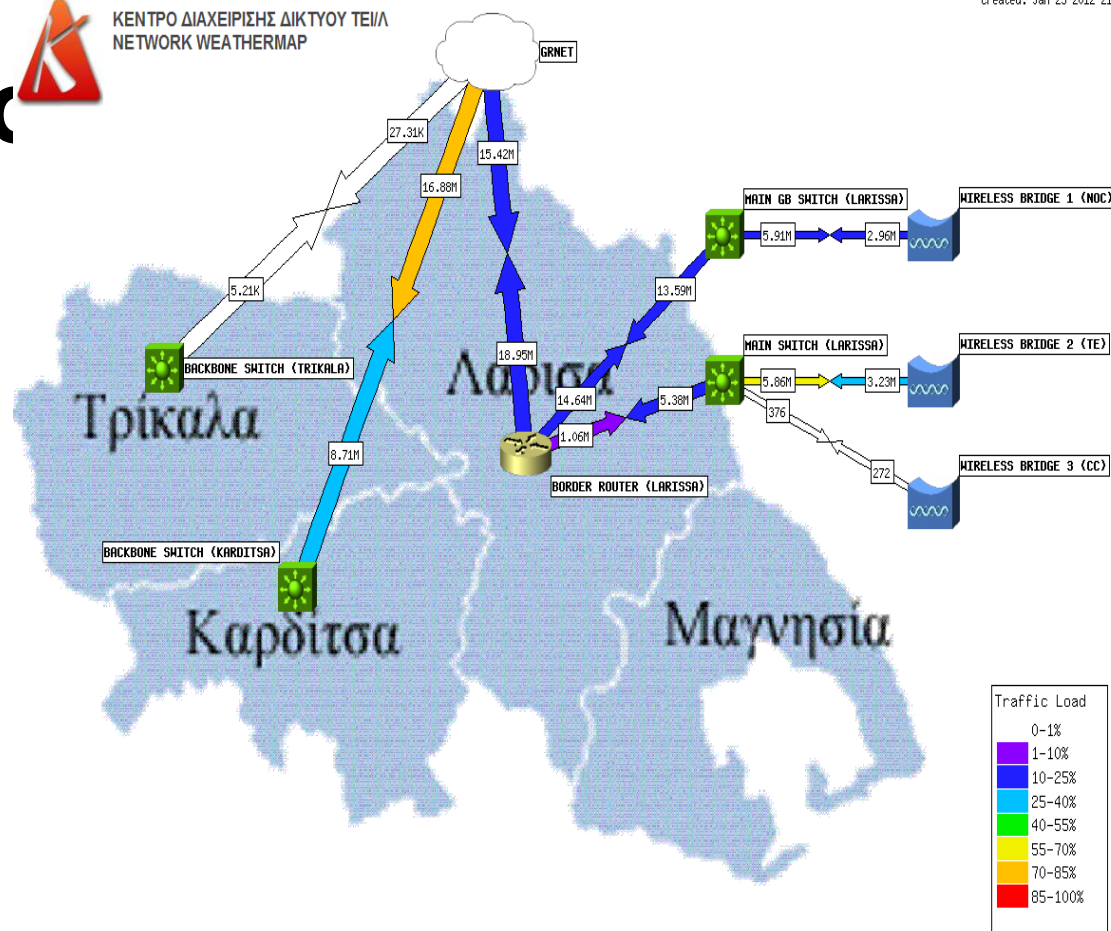 ΚΕΝΤΡΟ ΔΙΑΧΕΙΡΙΣΗΣ ΔΙΚΤΥΟΥ ΤΕΙ/Λ
NETWORK WEATHERMAP
GRNET
27.31K
15.42M
16.88M
MAIN GB SWITCH (LARISSA)
WIRELESS BRIDGE 1 (NOC)
5.91M
2.96M
5.21K
13.59M
BACKBONE SWITCH (TRIKALA)
18.95M
MAIN SWITCH (LARISSA)
WIRELESS BRIDGE 2 (TE)
Λάρισα
5.86M
3.23M
Τρίκαλα
14.64M
5.38M
376
1.06M
8.71M
272
WIRELESS BRIDGE 3 (CC)
BORDER ROUTER (LARISSA)
BACKBONE SWITCH (KARDITSA)
Καρδίτσα
Μαγνησία
Traffic Load
0-1%
1-10%
10-25%
25-40%
40-55%
55-70%
70-85%
85-100%